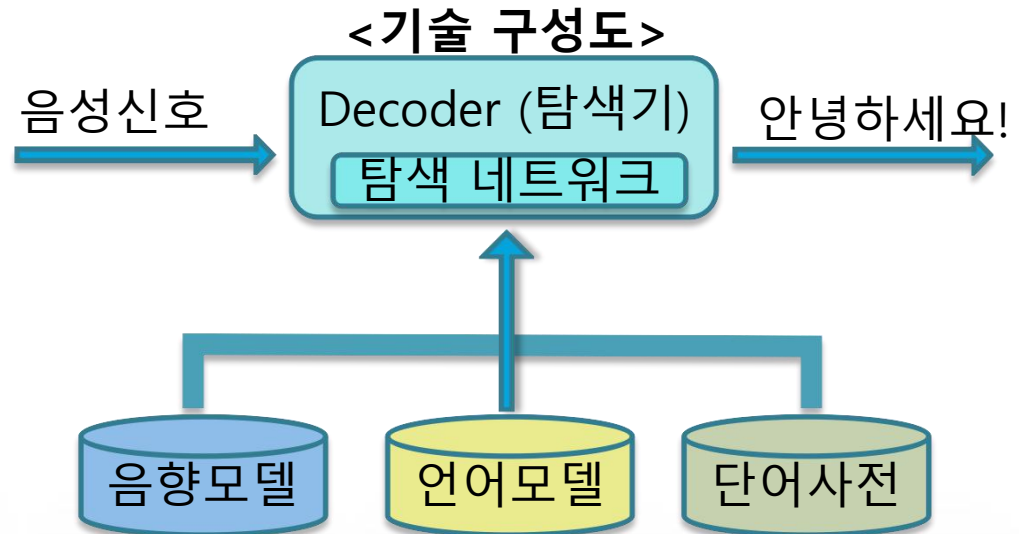 <기술 구성도>
음성신호
Decoder (탐색기)
탐색 네트워크
안녕하세요!
음향모델
언어모델
단어사전